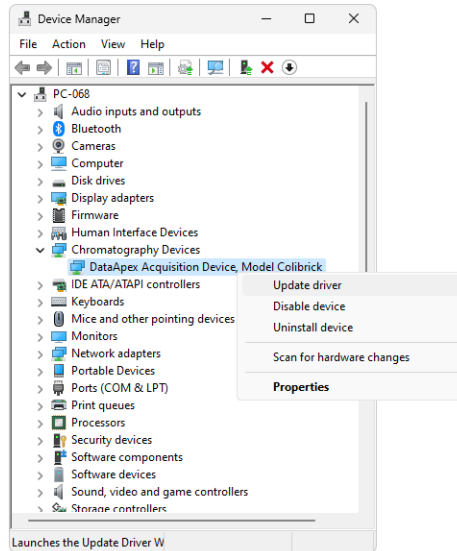 Device Manager
File Action View Help
PC-068
Audio inputs and outputs
Bluetooth
Cameras
Computer
Disk drives
Display adapters
Firmware
Human Interface Devices
Chromatography Devices
DataApex Acquisition Device, Model Colibrick
IDE ATA/ATAPI controllers
Keyboards
Mice and other pointing devices
Monitors
Network adapters
Portable Devices
Ports (COM & LPT)
Print queues
Processors
Security devices
Software components
Software devices
Sound, video and game controllers
Storage controllers
Update driver
Disable device
Uninstall device
Scan for hardware changes
Properties
Launches the Update Driver W